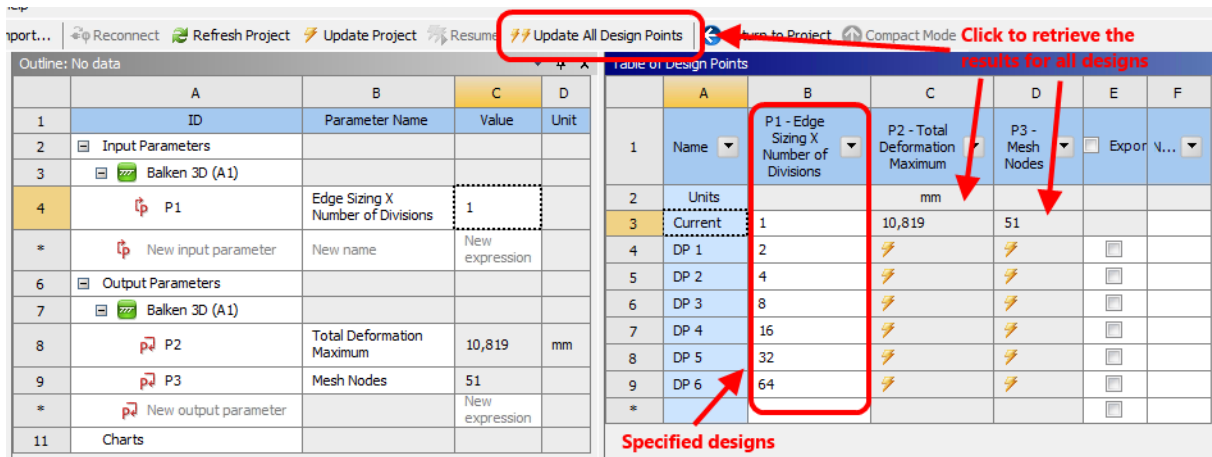 Reconnect Refresh Project Update Project Resume Update All Design Points Compact Mode Click to retrieve the
results for all designs
Outline: No data
Table of Design Points
A B C D
1 ID Parameter Name Value Unit
2 Input Parameters
3 Balken 3D (A1)
4 P1 Edge Sizing X
Number of Divisions 1
* New input parameter New name New
expression
6 Output Parameters
7 Balken 3D (A1)
8 P2 Total Deformation
Maximum 10,819 mm
9 P3 Mesh Nodes 51
* New output parameter New
expression
11 Charts
A B C D E F
1 Name P1 - Edge
Sizing X
Number of
Divisions P2 - Total
Deformation
Maximum P3 -
Mesh
Nodes Expor N...
2 Units mm
3 Current 1 10,819 51
4 DP 1 2
5 DP 2 4
6 DP 3 8
7 DP 4 16
8 DP 5 32
9 DP 6 64
*
Specified designs